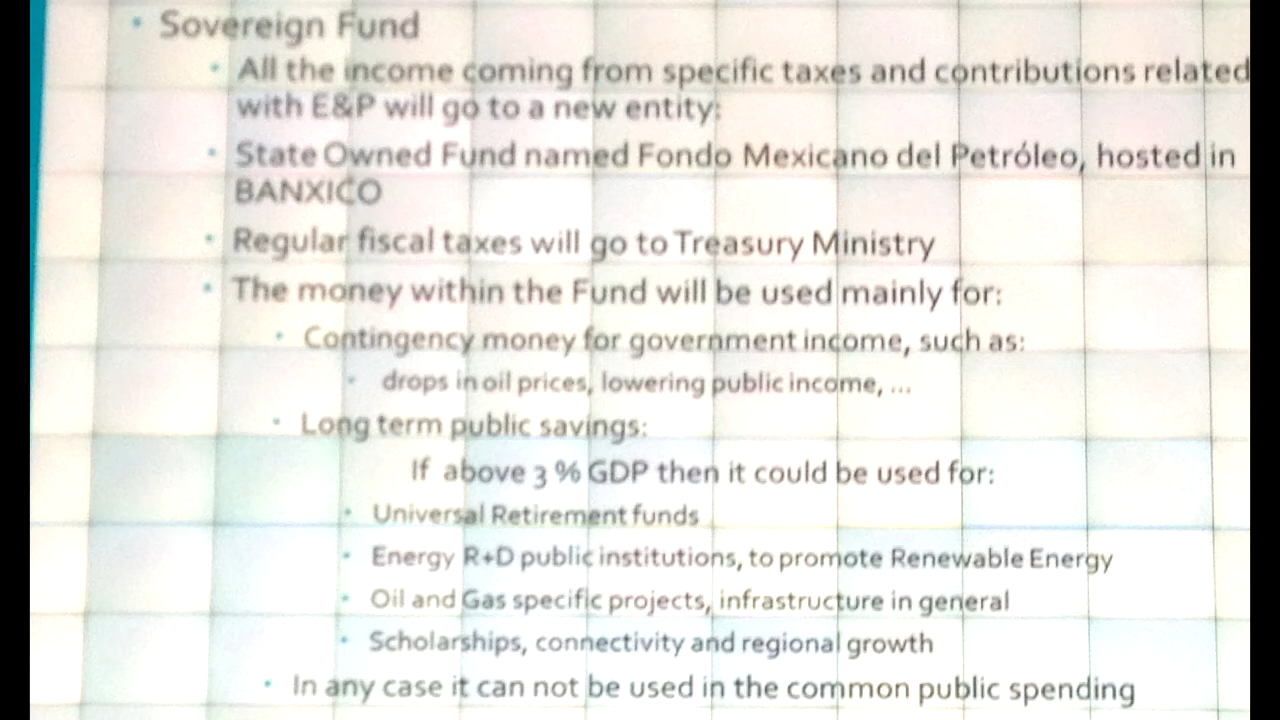 Sovereign Fund
All the income coming from specific taxes and contributions related
with E&P will go to a new entity:
State Owned Fund named Fondo Mexicano del Petróleo, hosted in
BANXICO
Regular fiscal taxes will go to Treasury Ministry
The money within the Fund will be used mainly for:
Contingency money for government income, such as:
drops in oil prices, lowering public income, ...
Long term public savings:
If above 3 % GDP then it could be used for:
Universal Retirement funds
Energy R+D public institutions, to promote Renewable Energy
Oil and Gas specific projects, infrastructure in general
Scholarships, connectivity and regional growth
In any case it can not be used in the common public spending